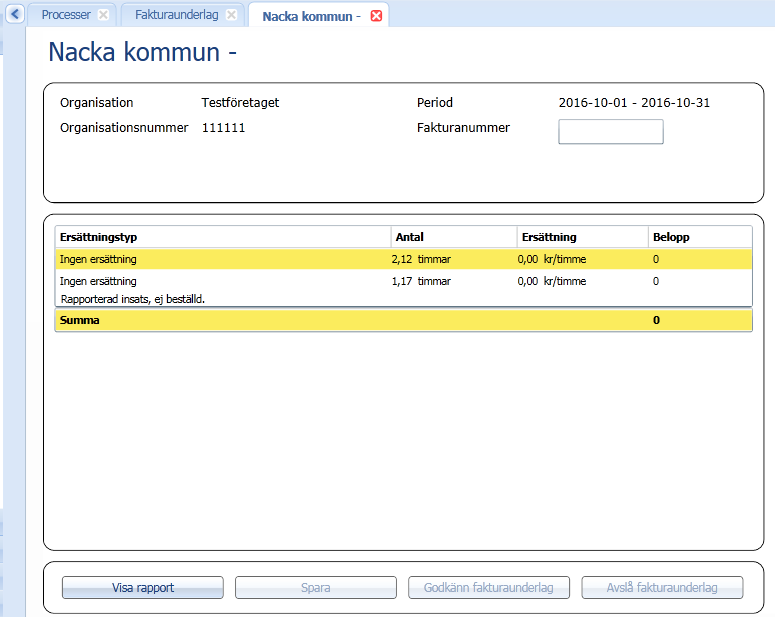 Processer Fakturaunderlag Nacka kommun -
Nacka kommun -
Organisation Testföretaget Period 2016-10-01 - 2016-10-31
Organisationsnummer 111111 Fakturanummer
Ersättningstyp Antal Ersättning Belopp
Ingen ersättning 2,12 timmar 0,00 kr/timme 0
Ingen ersättning 1,17 timmar 0,00 kr/timme 0
Rapporterad insats, ej beställd.
Summa 0
Visa rapport Spara Godkänn fakturaunderlag Avslå fakturaunderlag